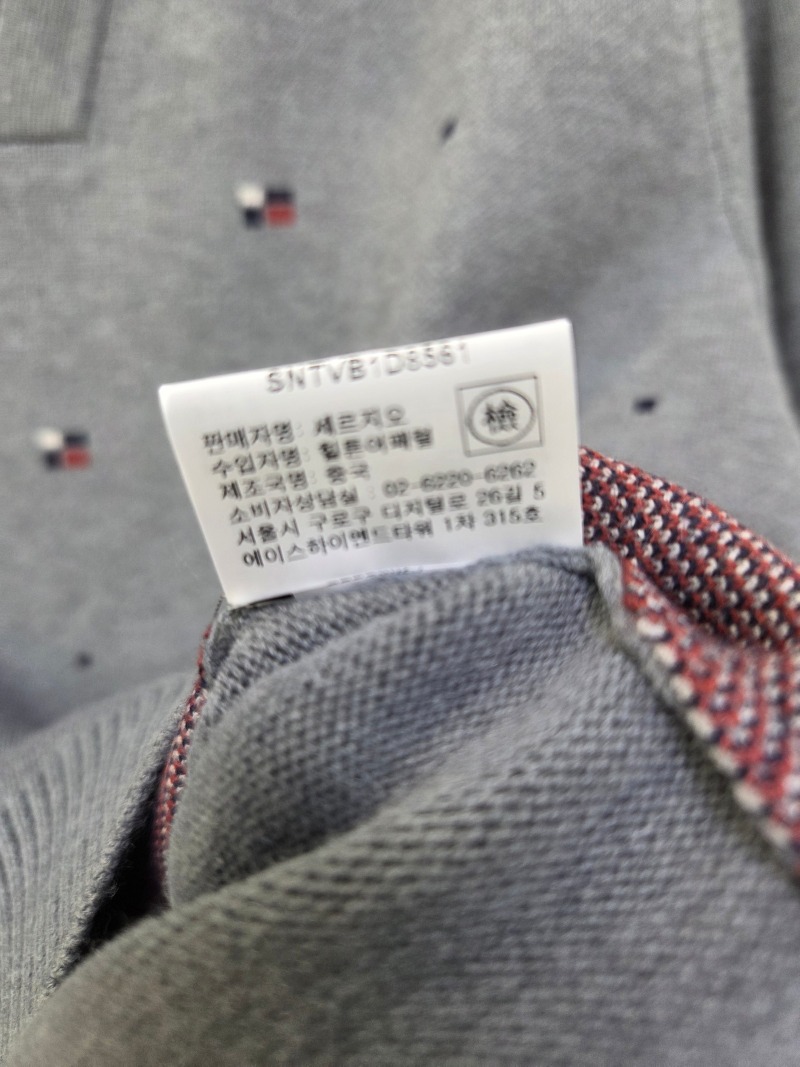 SNTVB1D8561
檢
판매자명: 세르지오
수입자명: 힐튼어패럴
제조국명: 중국
소비자상담실 : 02-6220-6262
서울시 구로구 디지털로 26길 5
에이스하이엔드타워 1차 315호